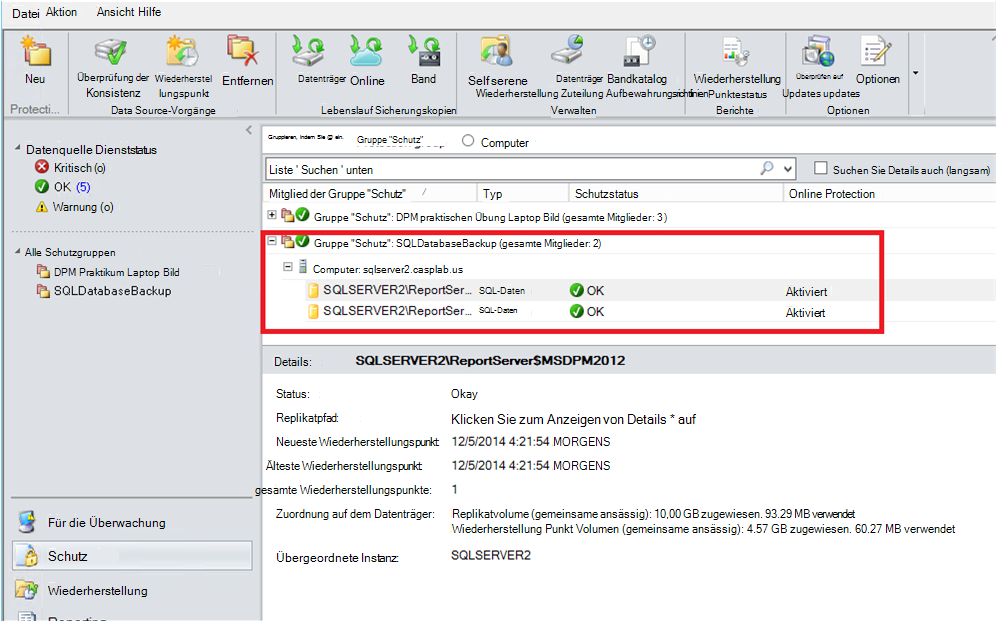 Datei Aktion Ansicht Hilfe
Neu
Überprüfung der Konsistenz
Wiederherstel lungspunkt
Entfernen
Datenträger Online
Band
Selfserene Wiederherstellung
Datenträger Zuteilung
Bandkatalog Aufbewahrungsrichtlinien
Wiederherstellung Punktestatus
Überprüfen auf Updates updates
Optionen
Protecti... Data Source-Vorgänge Lebenslauf Sicherungskopien Verwalten Berichte Optionen
Datenquelle Dienststatus
Kritisch (o)
OK (5)
Warnung (o)
Alle Schutzgruppen
DPM Praktikum Laptop Bild
SQLDatabaseBackup
Für die Überwachung
Schutz
Wiederherstellung
Reporting
Gruppieren, indem Sie @ ein. Gruppe "Schutz" Computer
Liste ' Suchen ' unten Suchen Sie Details auch (langsam)
Mitglied der Gruppe "Schutz" / Typ Schutzstatus Online Protection
Gruppe "Schutz": DPM praktischen Übung Laptop Bild (gesamte Mitglieder: 3)
Gruppe "Schutz": SQLDatabaseBackup (gesamte Mitglieder: 2)
Computer: sqlserver2.casplab.us
SQLSERVER2\ReportSer... SQL-Daten OK Aktiviert
SQLSERVER2\ReportSer... SQL-Daten OK Aktiviert
Details: SQLSERVER2\ReportServer$MSDPM2012
Status: Okay
Replikatpfad: Klicken Sie zum Anzeigen von Details * auf
Neueste Wiederherstellungspunkt: 12/5/2014 4:21:54 MORGENS
Älteste Wiederherstellungspunkt: 12/5/2014 4:21:54 MORGENS
gesamte Wiederherstellungspunkte: 1
Zuordnung auf dem Datenträger: Replikatvolume (gemeinsame ansässig): 10,00 GB zugewiesen. 93.29 MB verwendet
Wiederherstellung Punkt Volumen (gemeinsame ansässig): 4.57 GB zugewiesen. 60.27 MB verwendet
Übergeordnete Instanz: SQLSERVER2